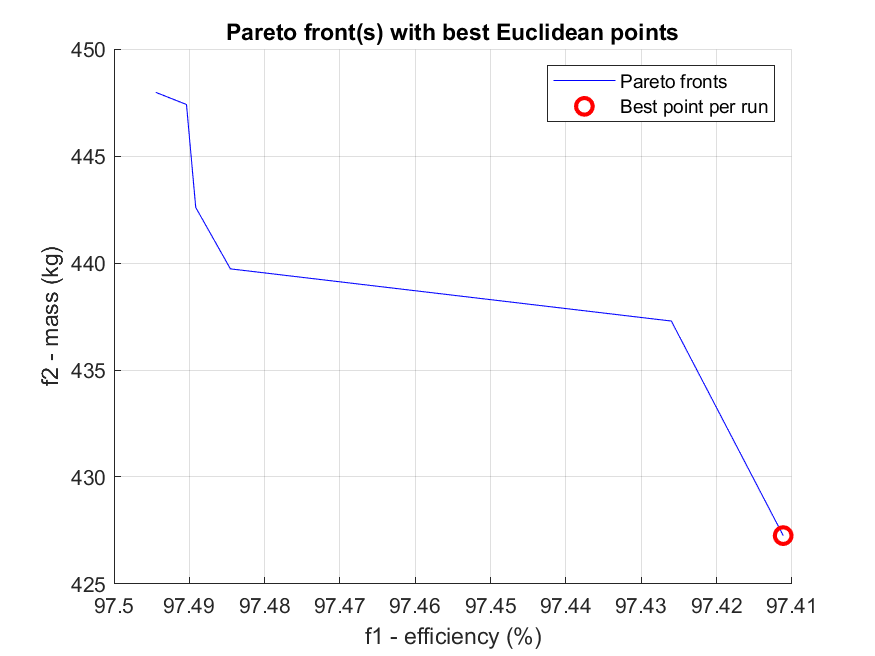 Pareto front(s) with best Euclidean points
450
Pareto fronts
Best point per run
445
440
f2 - mass (kg)
435
430
425
97.5 97.49 97.48 97.47 97.46 97.45 97.44 97.43 97.42 97.41
f1 - efficiency (%)